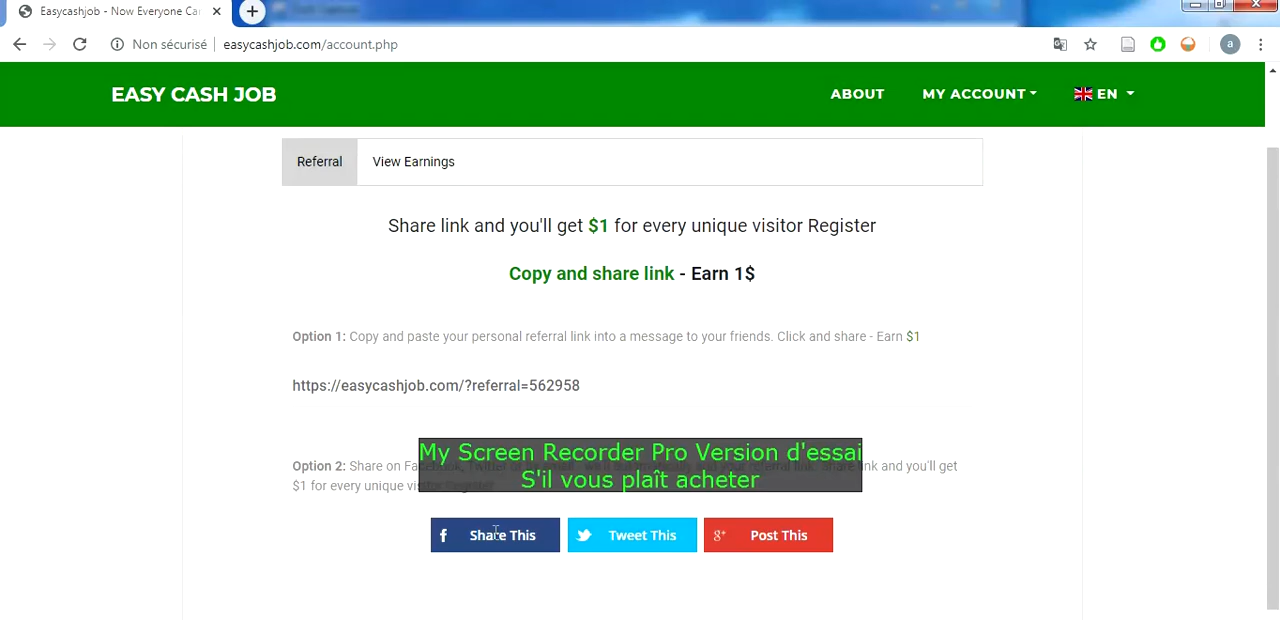 Easycashjob - Now Everyone Ca
Non sécurisé easycashjob.com/account.php
a
EASY CASH JOB
ABOUT MY ACCOUNT EN
Referral View Earnings
Share link and you'll get $1 for every unique visitor Register
Copy and share link - Earn 1$
Option 1: Copy and paste your personal referral link into a message to your friends. Click and share - Earn $1
https://easycashjob.com/?referral=562958
My Screen Recorder Pro Version d'essai
S'il vous plaît acheter
Option 2: Share on Facebook, Twitter link and you'll get
$1 for every unique visitor Register
f Share This Tweet This g+ Post This